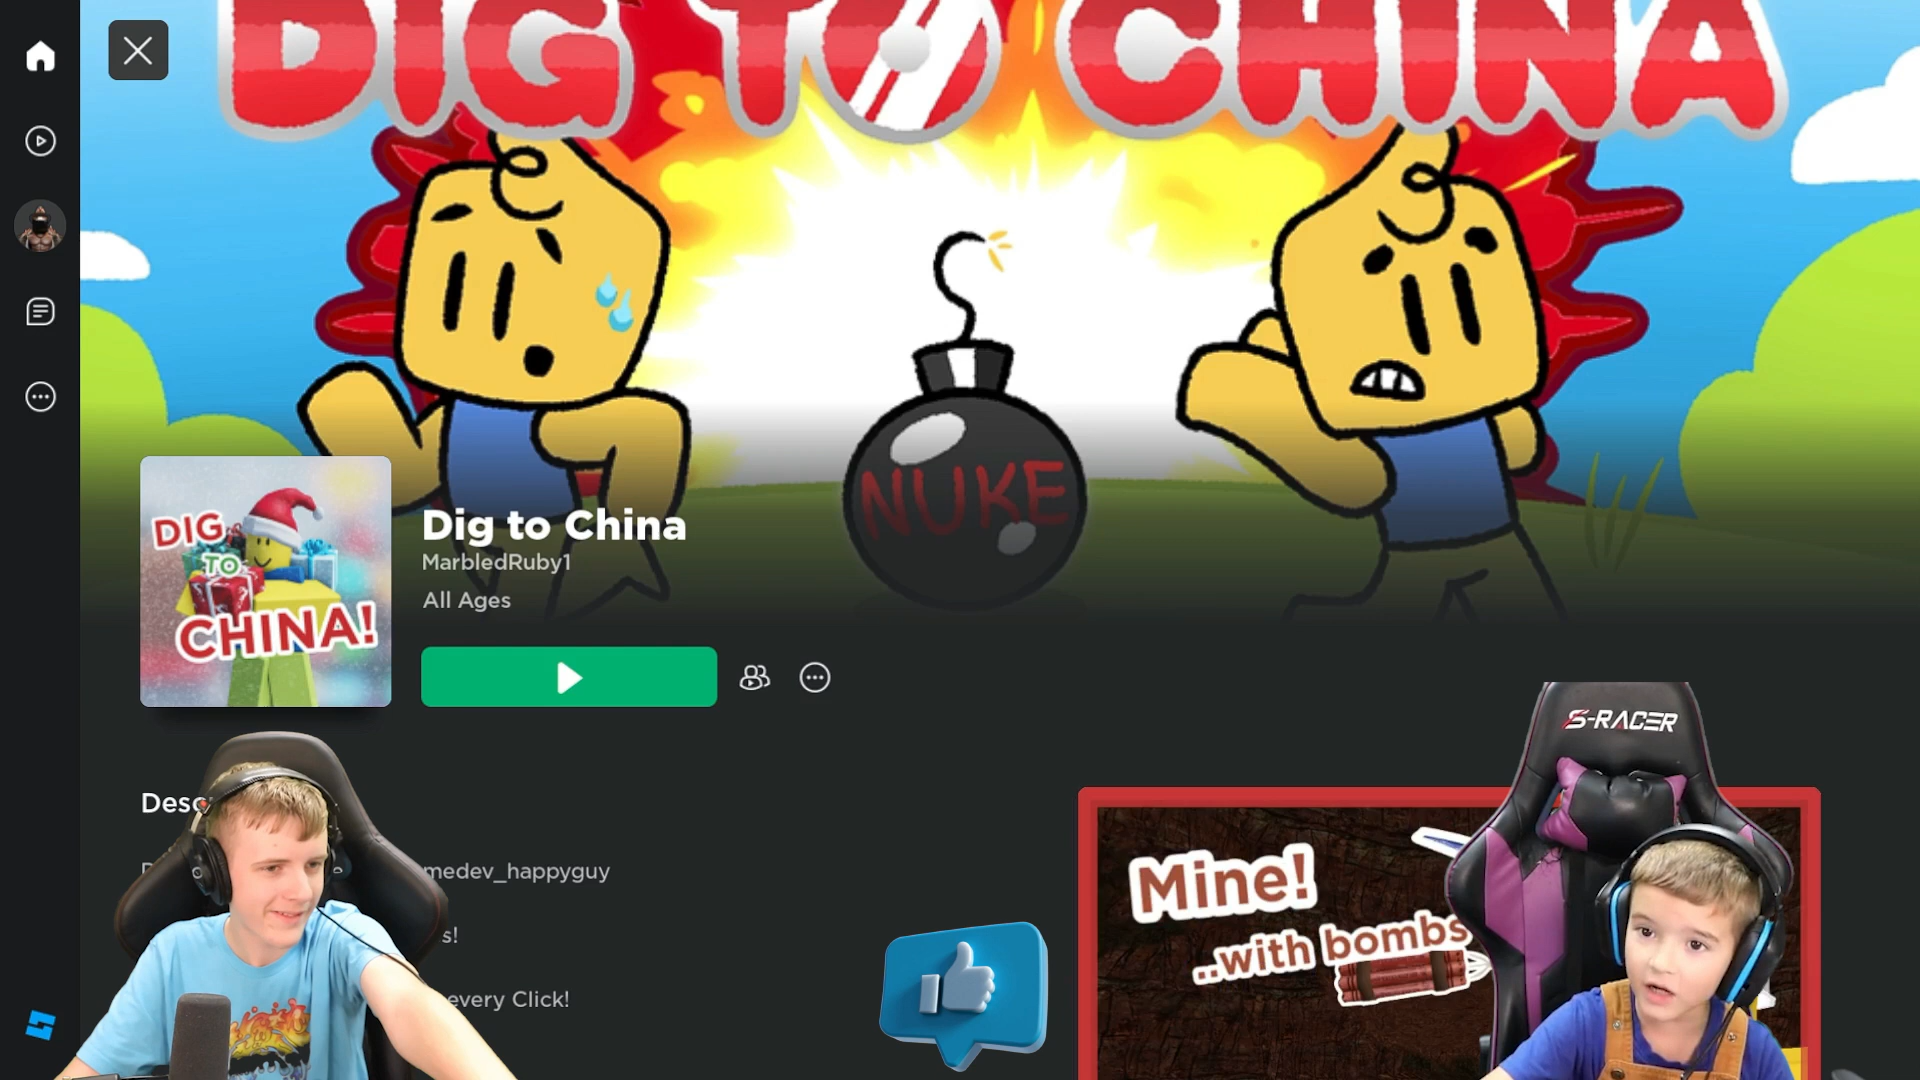 DIG TO CHINA
NUKE
DIG
TO
CHINA!
Dig to China
MarbledRuby1
All Ages
medev_happyguy
s!
every Click!
S-RACER
Mine!
..with bombs